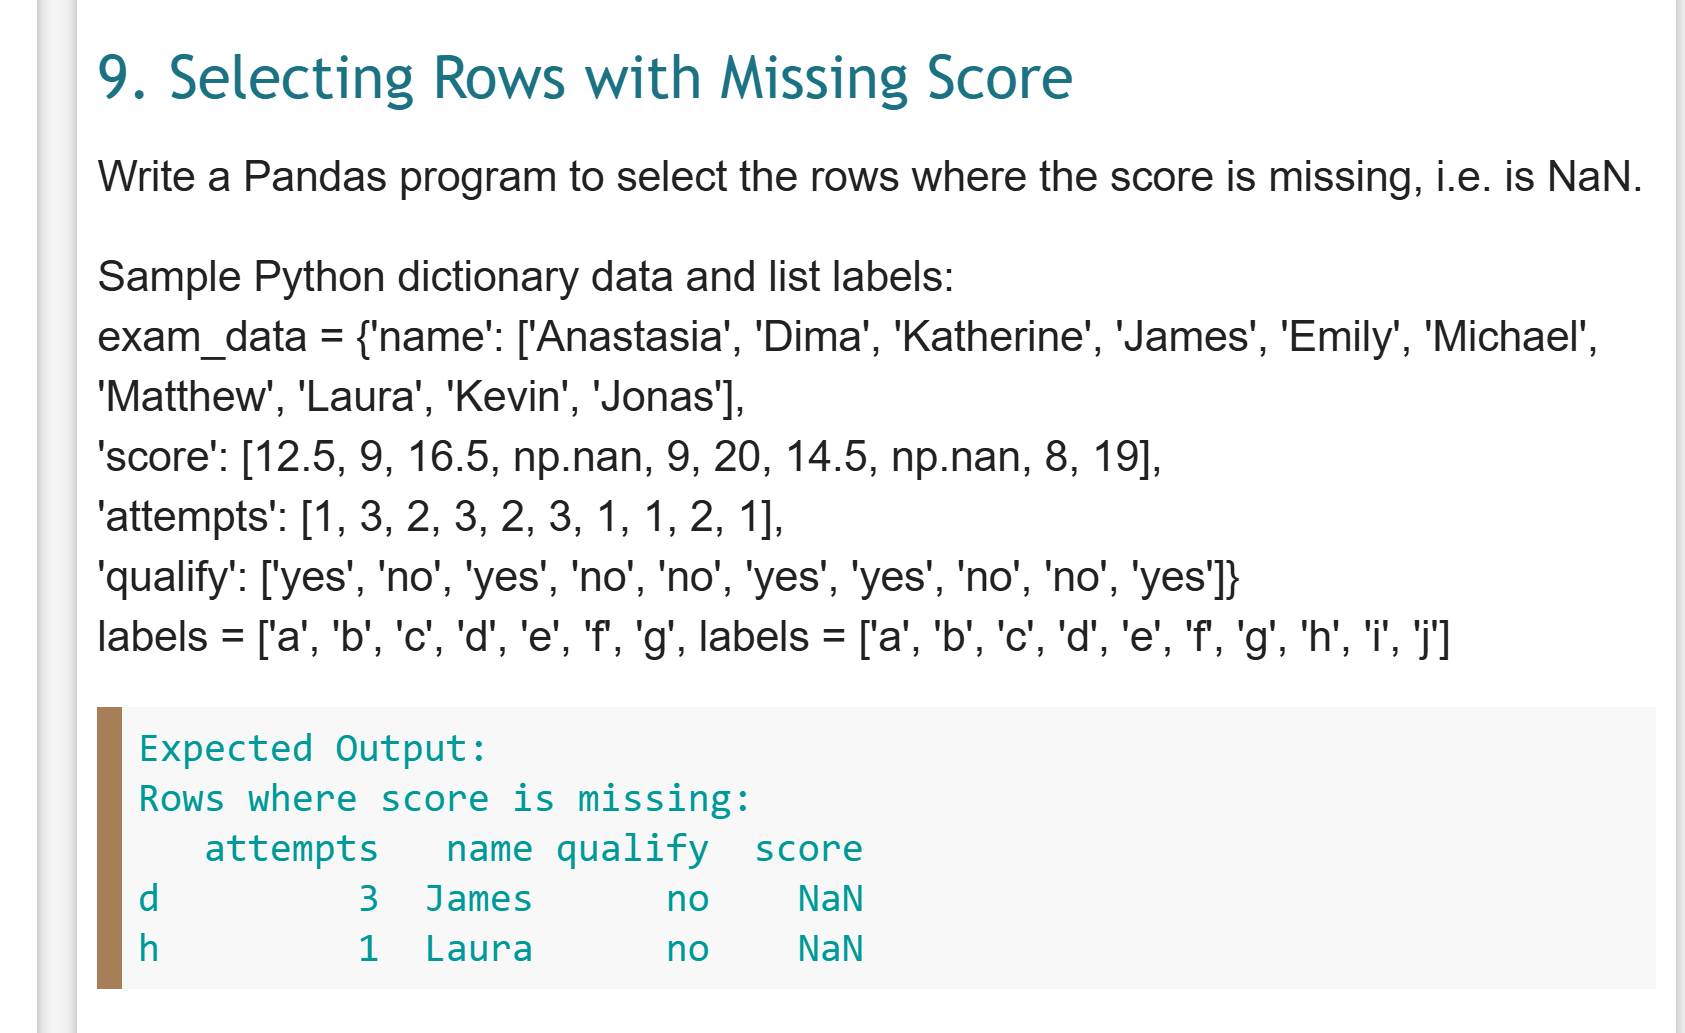 9. Selecting Rows with Missing Score
Write a Pandas program to select the rows where the score is missing, i.e. is NaN.
Sample Python dictionary data and list labels:
exam_data = {'name': ['Anastasia', 'Dima', 'Katherine', 'James', 'Emily', 'Michael',
'Matthew', 'Laura', 'Kevin', 'Jonas'],
'score': [12.5, 9, 16.5, np.nan, 9, 20, 14.5, np.nan, 8, 19],
'attempts': [1, 3, 2, 3, 2, 3, 1, 1, 2, 1],
'qualify': ['yes', 'no', 'yes', 'no', 'no', 'yes', 'yes', 'no', 'no', 'yes']}
labels = ['a', 'b', 'c', 'd', 'e', 'f', 'g', labels = ['a', 'b', 'c', 'd', 'e', 'f', 'g', 'h', 'i', 'j']
Expected Output:
Rows where score is missing:
   attempts   name qualify  score
d         3  James      no    NaN
h         1  Laura      no    NaN